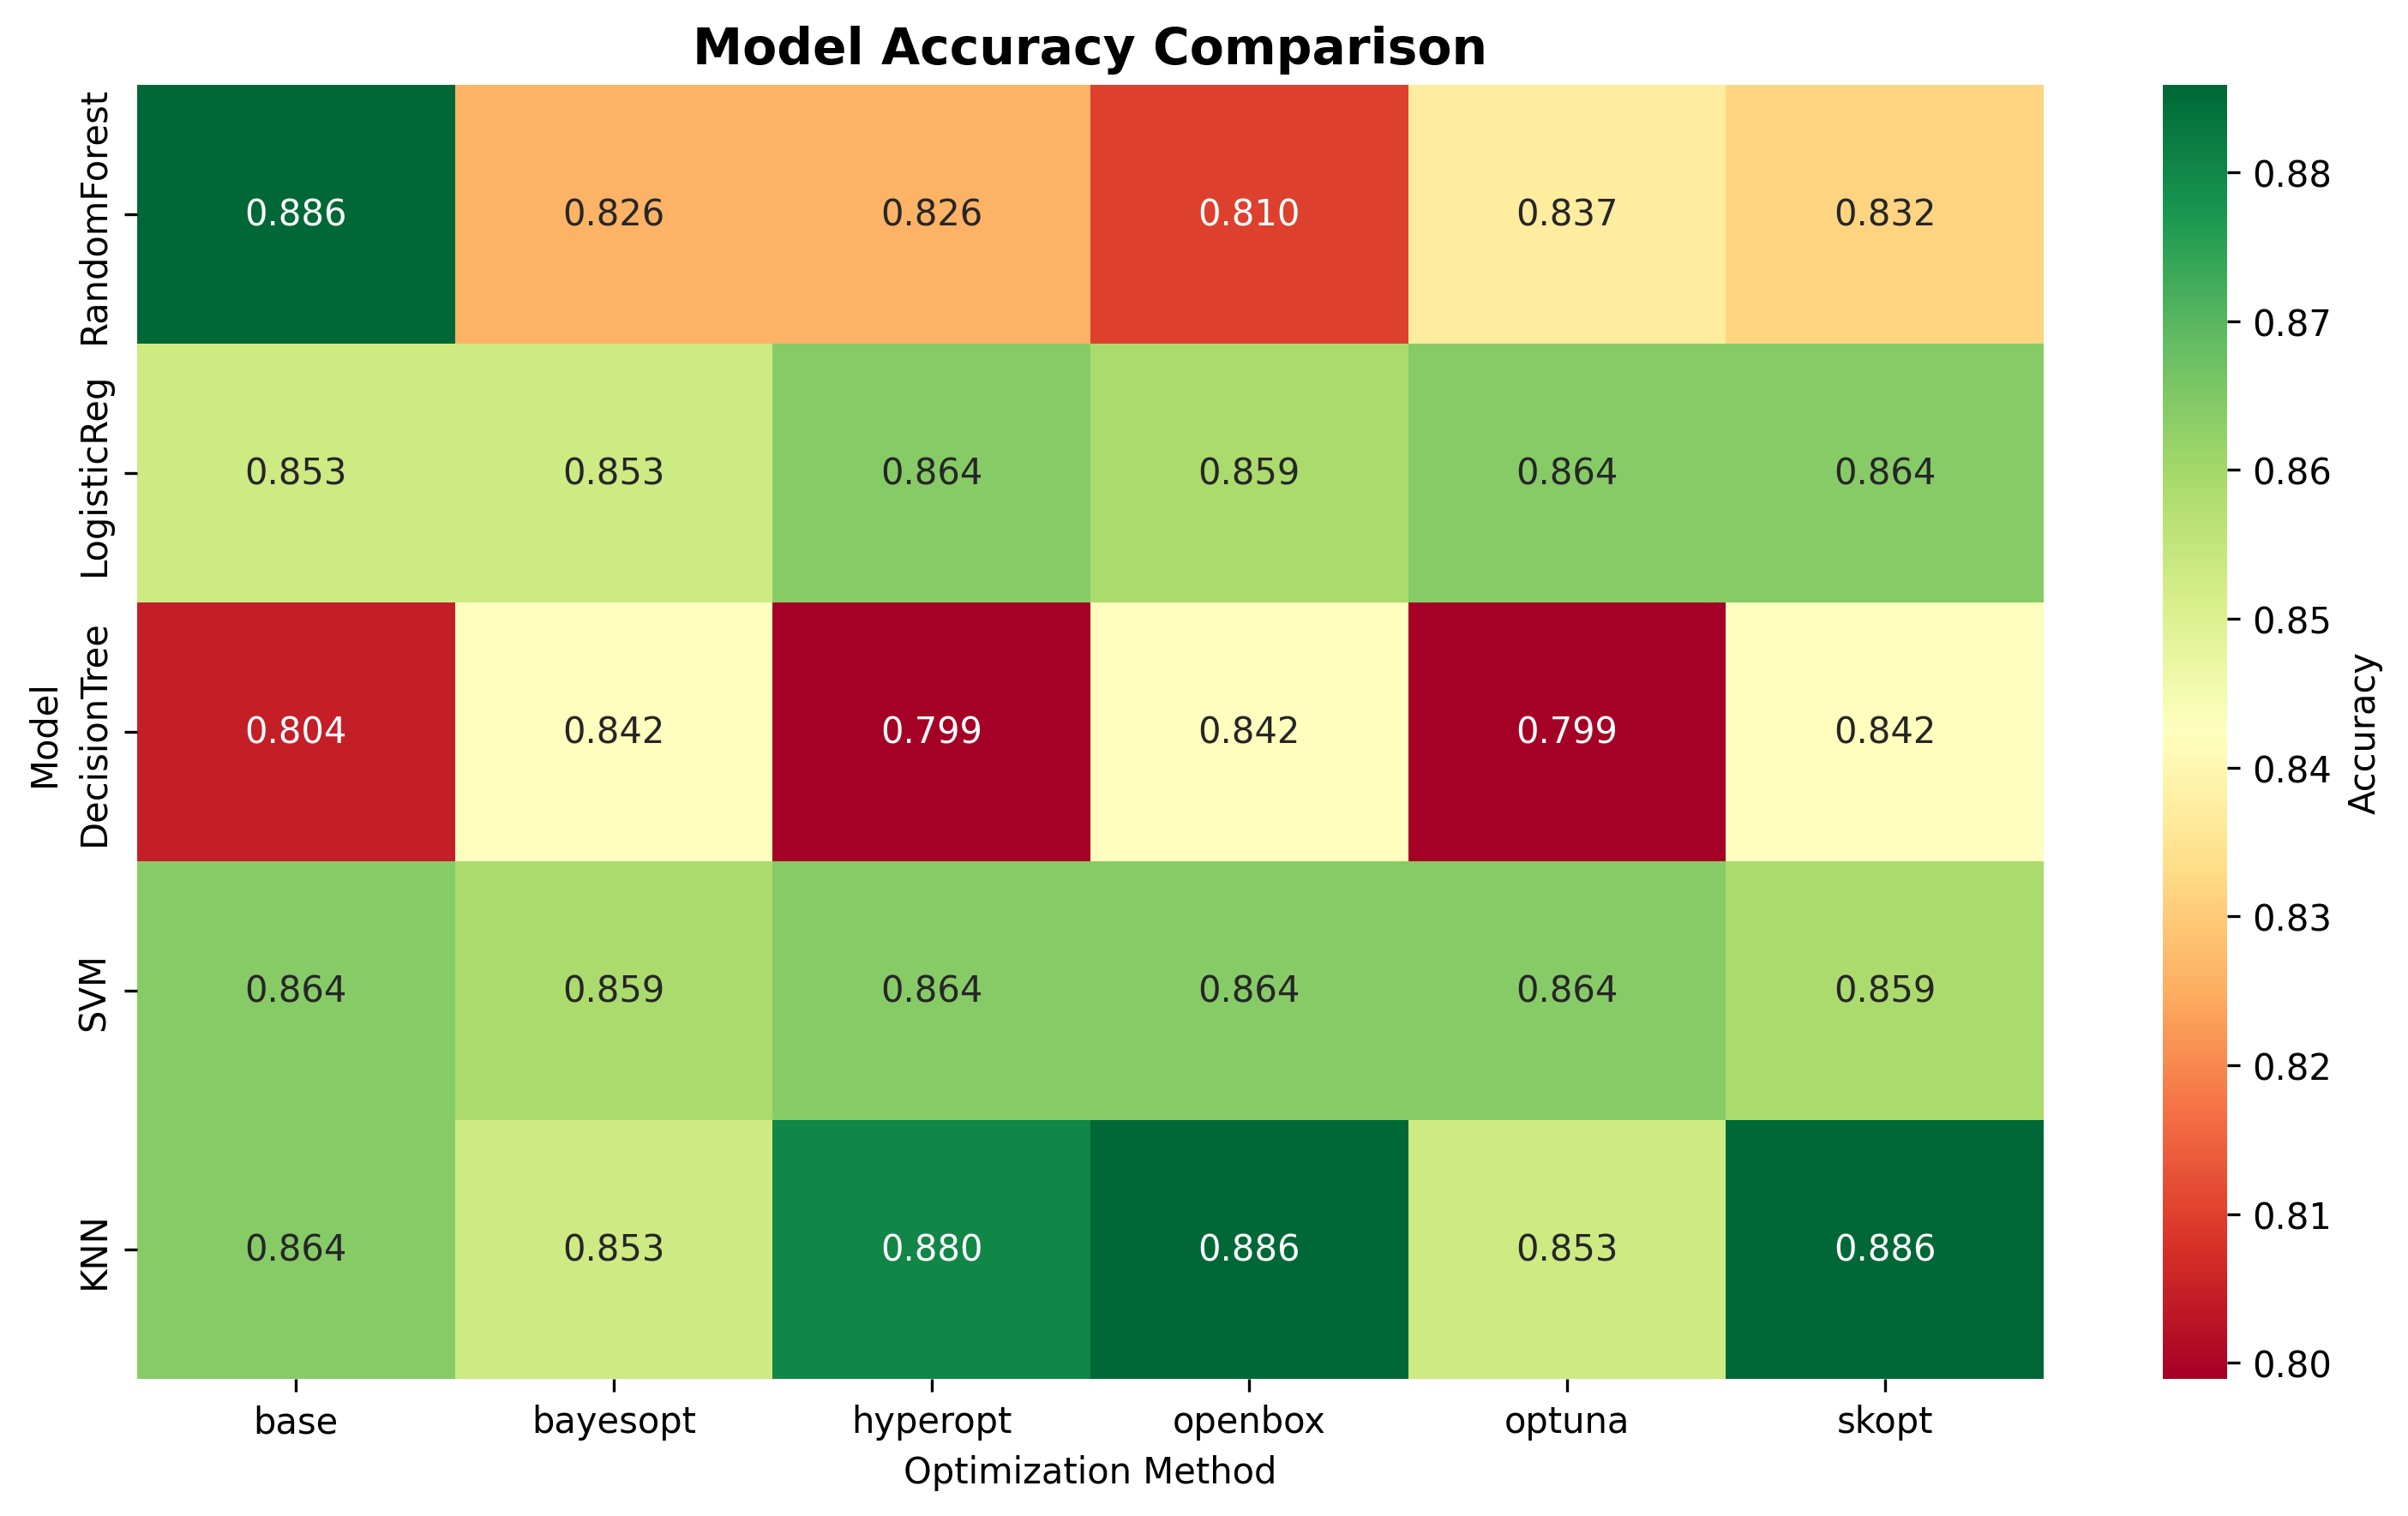 Model Accuracy Comparison
RandomForest
0.886 0.826 0.826 0.810 0.837 0.832
LogisticReg
0.853 0.853 0.864 0.859 0.864 0.864
DecisionTree
0.804 0.842 0.799 0.842 0.799 0.842
SVM
0.864 0.859 0.864 0.864 0.864 0.859
KNN
0.864 0.853 0.880 0.886 0.853 0.886
Model
base bayesopt hyperopt openbox optuna skopt
Optimization Method
0.88
0.87
0.86
0.85
0.84
0.83
0.82
0.81
0.80
Accuracy